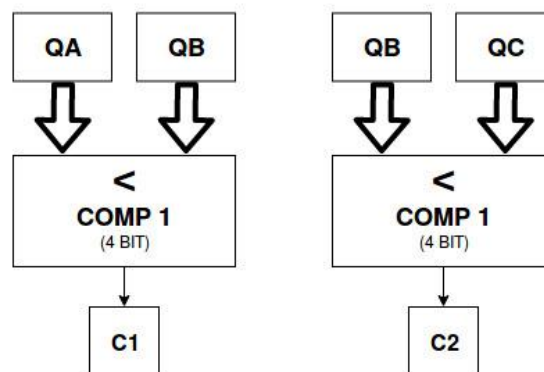 QA QB QB QC
< <
COMP 1 COMP 1
(4 BIT) (4 BIT)
C1 C2